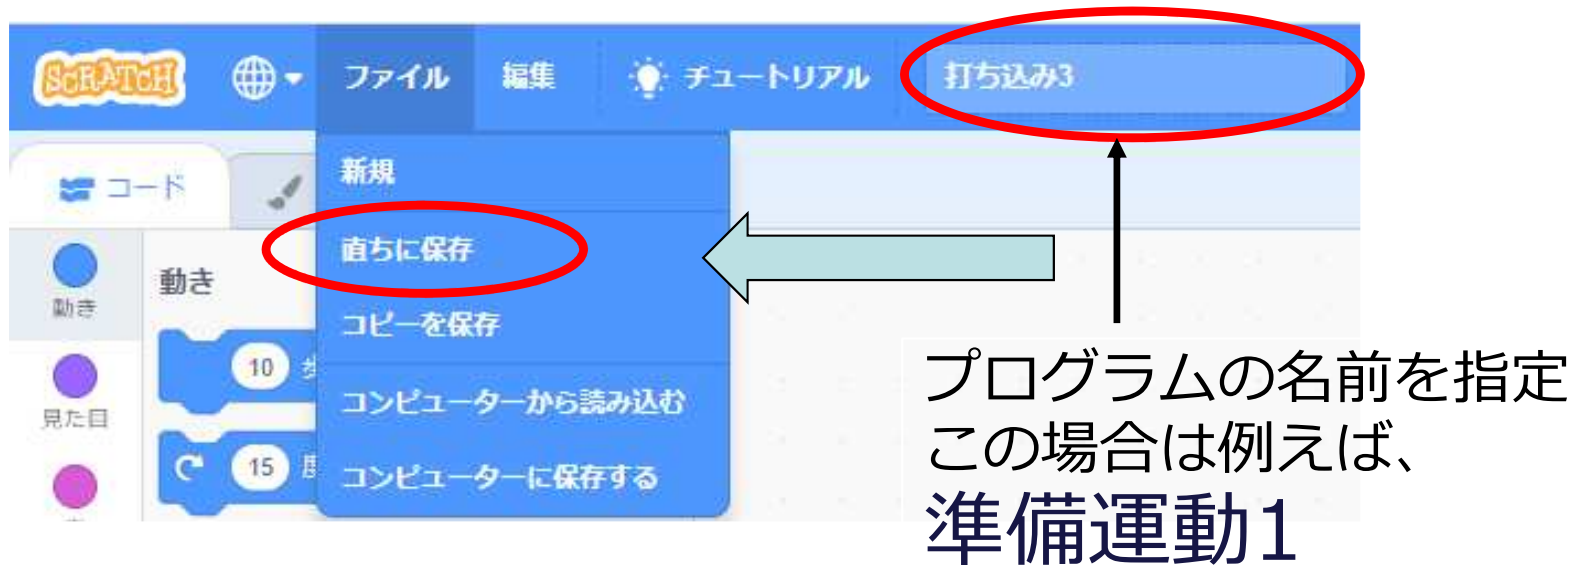 SCRATCH ファイル 編集 チュートリアル 打ち込み3
コード
新規
直ちに保存
動き
動き
コピーを保存
10
見た目
コンピューターから読み込む
15
コンピューターに保存する
プログラムの名前を指定
この場合は例えば、
準備運動1